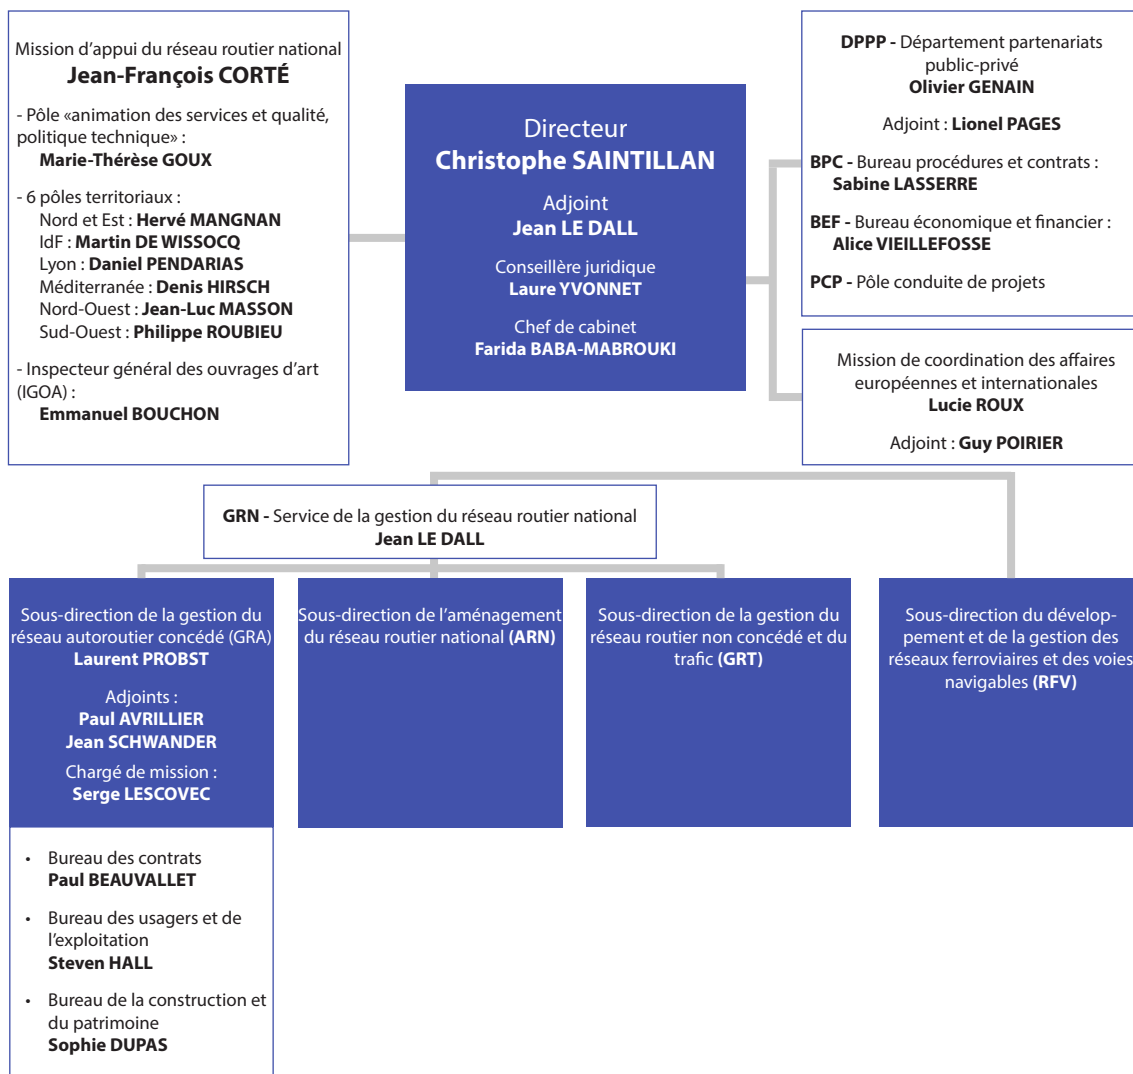 Mission d'appui du réseau routier national
Jean-François CORTÉ
- Pôle «animation des services et qualité,
politique technique» :
Marie-Thérèse GOUX
- 6 pôles territoriaux :
Nord et Est : Hervé MANGNAN
IdF : Martin DE WISSOCQ
Lyon : Daniel PENDARIAS
Méditerranée : Denis HIRSCH
Nord-Ouest : Jean-Luc MASSON
Sud-Ouest : Philippe ROUBIEU
- Inspecteur général des ouvrages d'art
(IGOA) :
Emmanuel BOUCHON
Directeur
Christophe SAINTILLAN
Adjoint
Jean LE DALL
Conseillère juridique
Laure YVONNET
Chef de cabinet
Farida BABA-MABROUKI
DPPP - Département partenariats
public-privé
Olivier GENAIN
Adjoint : Lionel PAGES
BPC - Bureau procédures et contrats :
Sabine LASSERRE
BEF - Bureau économique et financier :
Alice VIEILLEFOSSE
PCP - Pôle conduite de projets
Mission de coordination des affaires
européennes et internationales
Lucie ROUX
Adjoint : Guy POIRIER
GRN - Service de la gestion du réseau routier national
Jean LE DALL
Sous-direction de la gestion du
réseau autoroutier concédé (GRA)
Laurent PROBST
Adjoints :
Paul AVRILLIER
Jean SCHWANDER
Chargé de mission :
Serge LESCOVEC
• Bureau des contrats
Paul BEAUVALLET
• Bureau des usagers et de
l'exploitation
Steven HALL
• Bureau de la construction et
du patrimoine
Sophie DUPAS
Sous-direction de l'aménagement
du réseau routier national (ARN)
Sous-direction de la gestion du
réseau routier non concédé et du
trafic (GRT)
Sous-direction du dévelop-
pement et de la gestion des
réseaux ferroviaires et des voies
navigables (RFV)